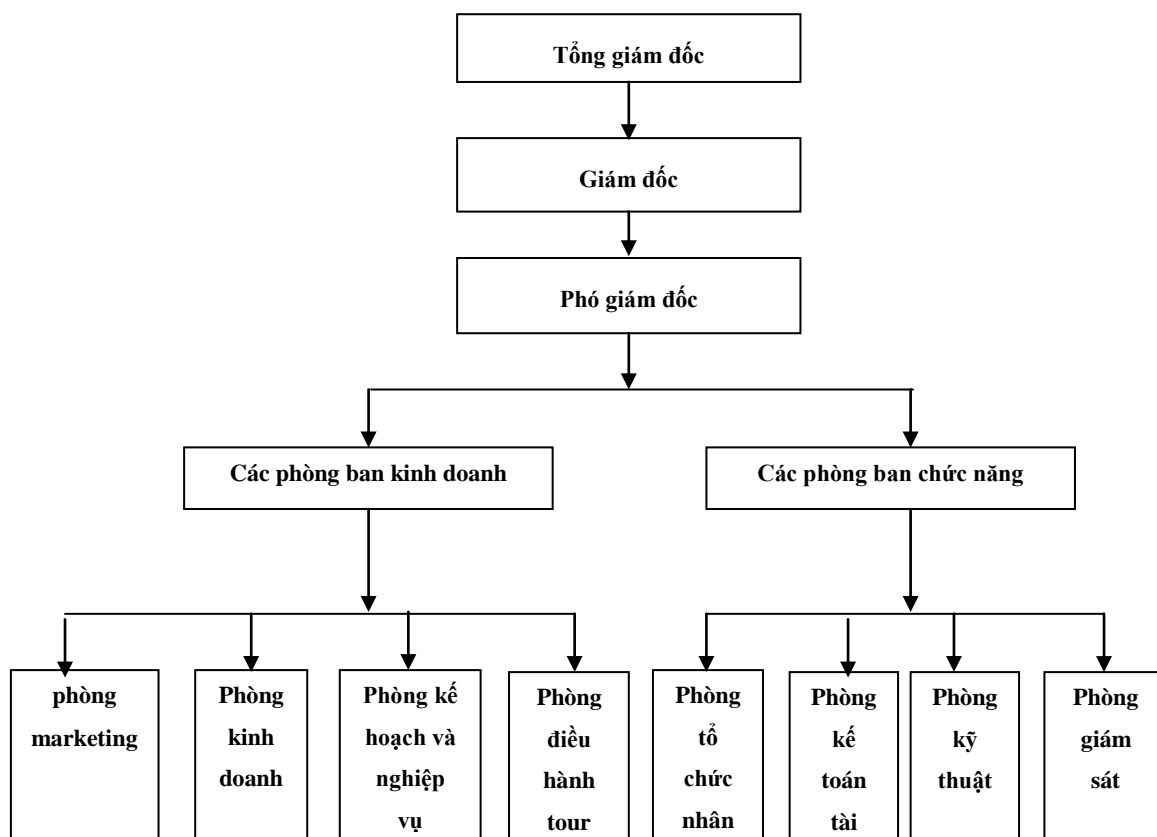 Tổng giám đốc
Giám đốc
Phó giám đốc
Các phòng ban kinh doanh
Các phòng ban chức năng
phòng
marketing
Phòng
kinh
doanh
Phòng kế
hoạch và
nghiệp
vụ
Phòng
điều
hành
tour
Phòng
tổ
chức
nhân
Phòng
kế
toán
tài
Phòng
kỹ
thuật
Phòng
giám
sát